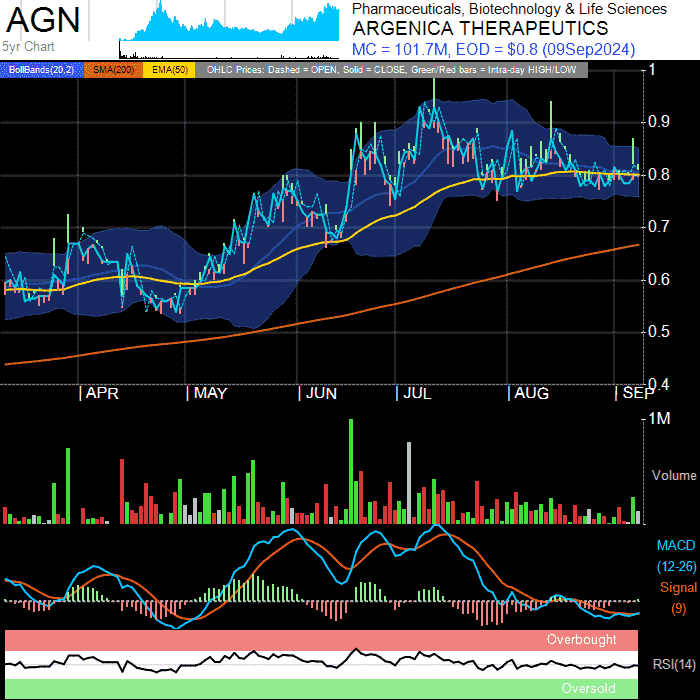 AGN
5yr Chart
Pharmaceuticals, Biotechnology & Life Sciences
ARGENICA THERAPEUTICS
MC = 101.7M, EOD = $0.8 (09Sep2024)
BollBands(20,2) SMA(200) EMA(50) OHLC Prices: Dashed = OPEN, Solid = CLOSE, Green/Red bars = Intra-day HIGH/LOW
1
0.9
0.8
0.7
0.6
0.5
0.4
APR MAY JUN JUL AUG SEP
1M
Volume
MACD
(12-26)
Signal
(9)
Overbought
RSI(14)
Oversold